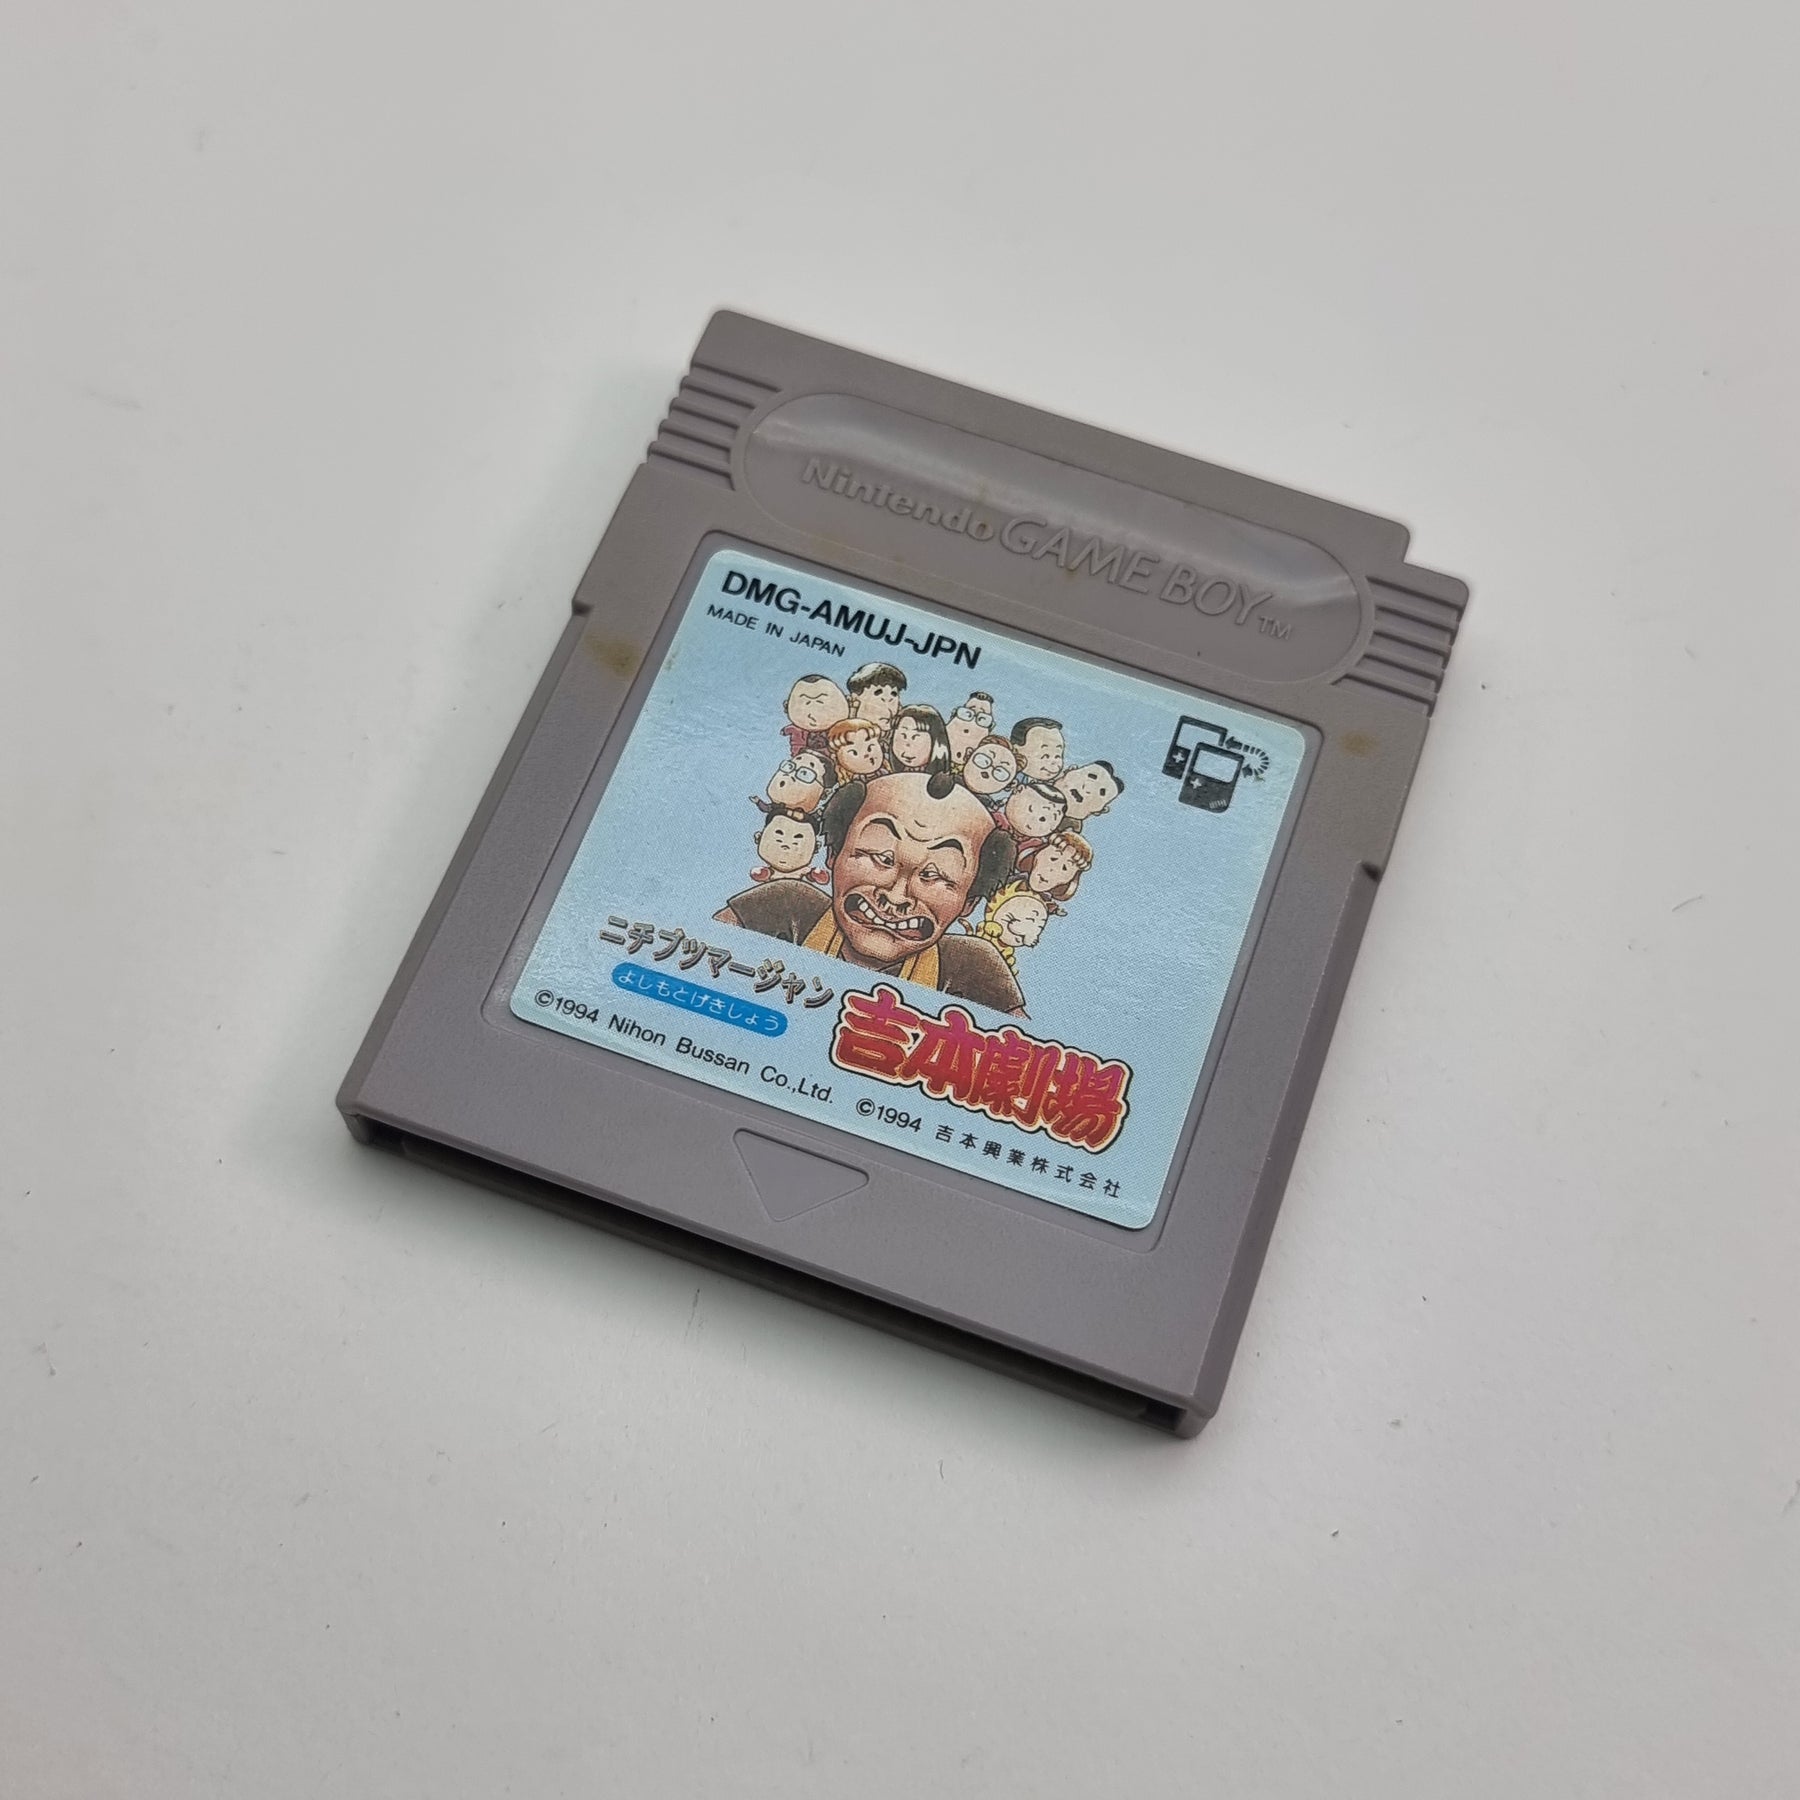 Nintendo GAME BOY TM
DMG-AMUJ-JPN
MADE IN JAPAN
ニチブツマージャン
よしもとげきじょう
吉本劇場
©1994 Nihon Bussan Co.,Ltd. ©1994 吉本興業株式会社